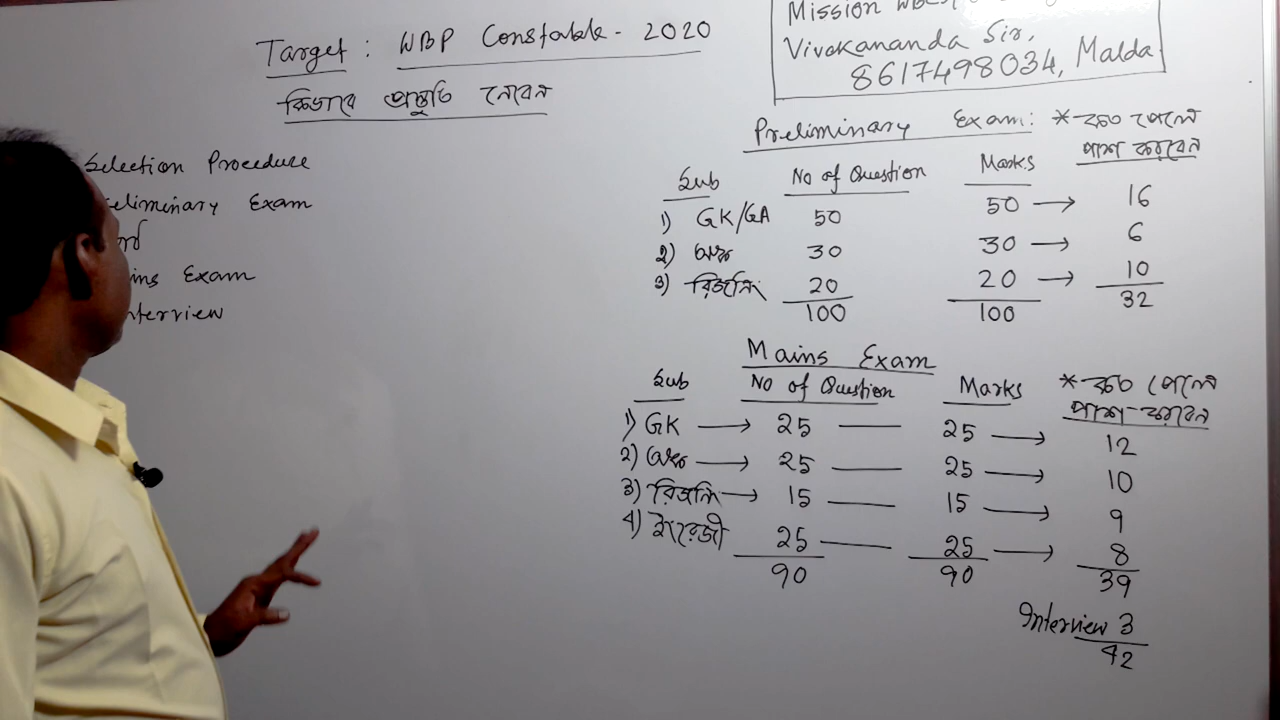 Target: WBP Constable - 2020
কিভাবে প্রস্তুতি নেবেন
Selection Procedure
eliminary Exam
ins Exam
nterview
Mission
Vivekananda Sir,
8617498034, Malda
Preliminary Exam: * কত পেলে পাশ করবেন
Sub No of Question Marks
1) GK/GA 50 50 → 16
2) অঙ্ক 30 30 → 6
3) রিজনিং 20 20 → 10
100 100 32
Mains Exam
Sub No of Question Marks * কত পেলে পাশ করবেন
1) GK → 25 — 25 → 12
2) অঙ্ক → 25 — 25 → 10
3) রিজনিং → 15 — 15 → 9
4) ইংরেজী 25 — 25 → 8
90 90 39
Interview 3
42